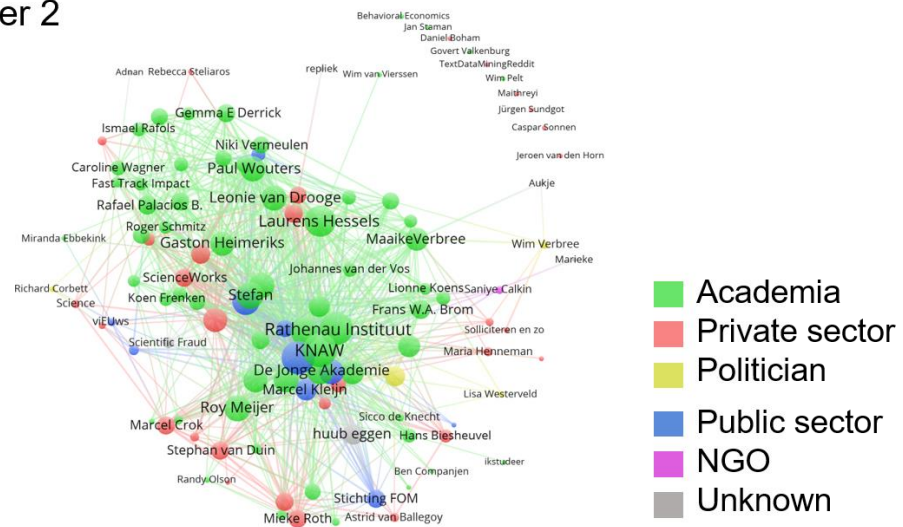 er 2
Behavioral Economics
Jan Staman
Daniel Boham
Govert Valkenburg
TextDataMiningReddit
Wim Pelt
Maithreyi
Jürgen Sundgot
Caspar Sonnen
Jeroen van den Horn
Adnan
Rebecca Steliaros
repliek
Wim van Vierssen
Gemma E Derrick
Ismael Rafols
Niki Vermeulen
Caroline Wagner
Paul Wouters
Fast Track Impact
Aukje
Rafael Palacios B.
Leonie van Drooge
Laurens Hessels
Roger Schmitz
Miranda Ebbekink
Gaston Heimeriks
MaaikeVerbree
Wim Verbree
Marieke
Johannes van der Vos
ScienceWorks
Richard Corbett
Koen Frenken
Stefan
Lionne Koens
Saniye Calkin
Science
Frans W.A. Brom
viEUws
Rathenau Instituut
Solliciteren en zo
Scientific Fraud
KNAW
Maria Henneman
De Jonge Akademie
Marcel Kleijn
Lisa Westerveld
Roy Meijer
Sicco de Knecht
Marcel Crok
huub eggen
Hans Biesheuvel
Stephan van Duin
ikstudeer
Randy Olson
Ben Companjen
Stichting FOM
Mieke Roth
Astrid van Ballegoy
Academia
Private sector
Politician
Public sector
NGO
Unknown